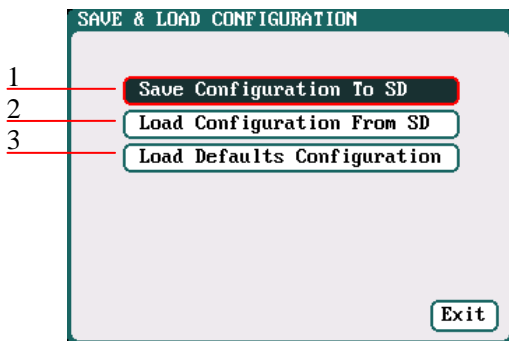 SAVE & LOAD CONFIGURATION
1
Save Configuration To SD
2
Load Configuration From SD
3
Load Defaults Configuration
Exit